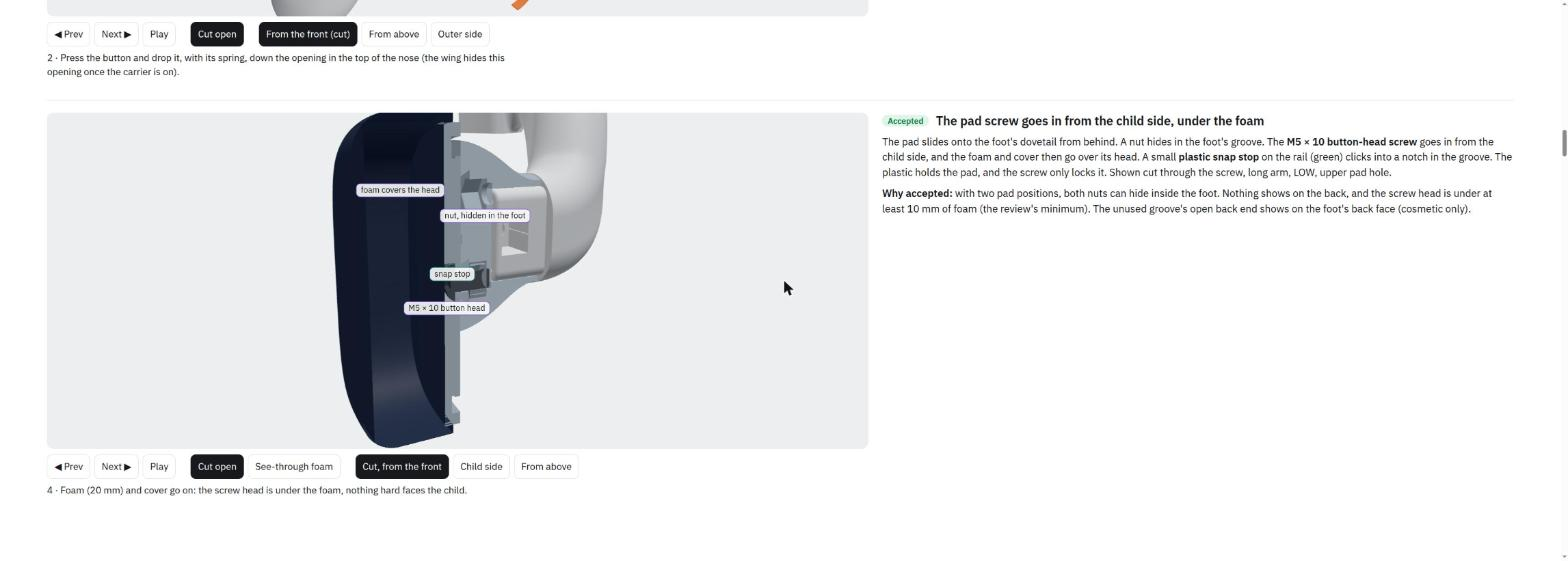 ◀ Prev Next ▶ Play Cut open From the front (cut) From above Outer side
2 · Press the button and drop it, with its spring, down the opening in the top of the nose (the wing hides this
opening once the carrier is on).
foam covers the head
nut, hidden in the foot
snap stop
M5 × 10 button head
◀ Prev Next ▶ Play Cut open See-through foam Cut, from the front Child side From above
4 · Foam (20 mm) and cover go on: the screw head is under the foam, nothing hard faces the child.
Accepted The pad screw goes in from the child side, under the foam
The pad slides onto the foot's dovetail from behind. A nut hides in the foot's groove. The M5 × 10 button-head screw goes in from the
child side, and the foam and cover then go over its head. A small plastic snap stop on the rail (green) clicks into a notch in the groove. The
plastic holds the pad, and the screw only locks it. Shown cut through the screw, long arm, LOW, upper pad hole.
Why accepted: with two pad positions, both nuts can hide inside the foot. Nothing shows on the back, and the screw head is under at
least 10 mm of foam (the review's minimum). The unused groove's open back end shows on the foot's back face (cosmetic only).